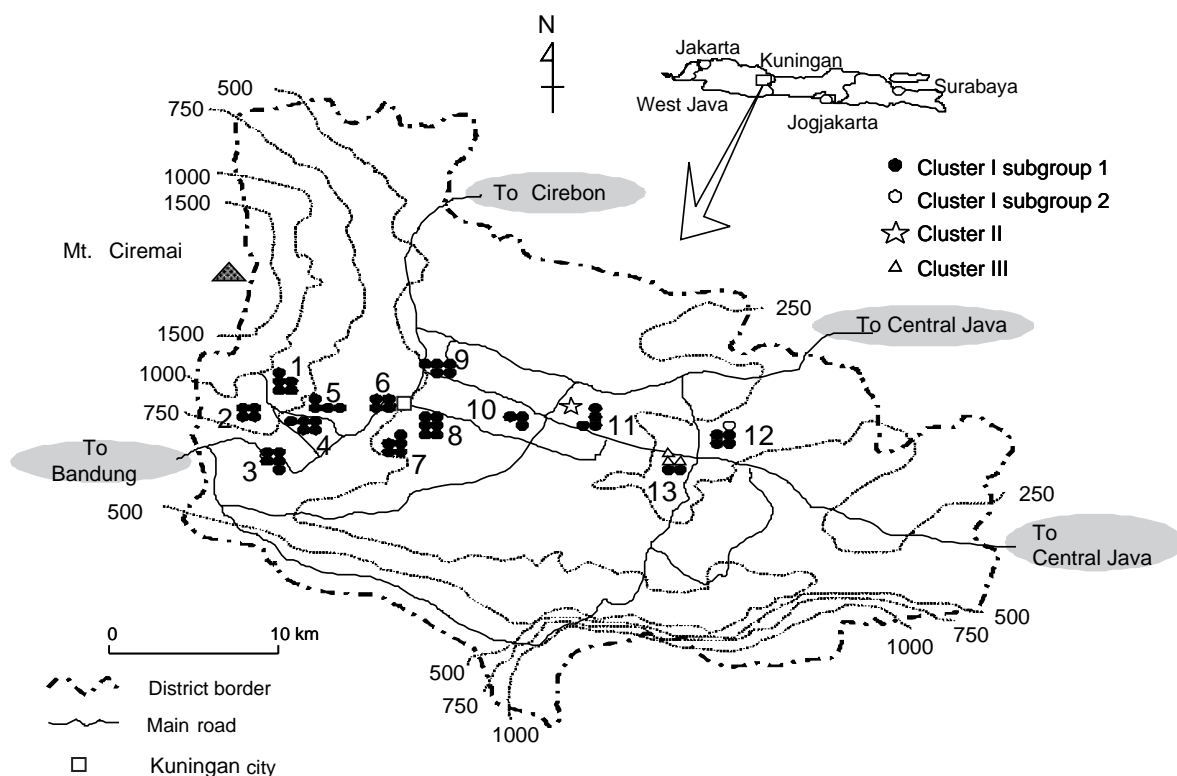 N
Jakarta
Kuningan
Surabaya
West Java
Jogjakarta
500
750
1000
1500
To Cirebon
Cluster I subgroup 1
Cluster I subgroup 2
Cluster II
Cluster III
Mt. Ciremai
250
1500
To Central Java
1000
750
1
2
3
4
5
6
7
8
9
10
11
12
13
To
Bandung
500
250
To
Central Java
0 10 km
500
750
1000
500
750
1000
District border
Main road
Kuningan city